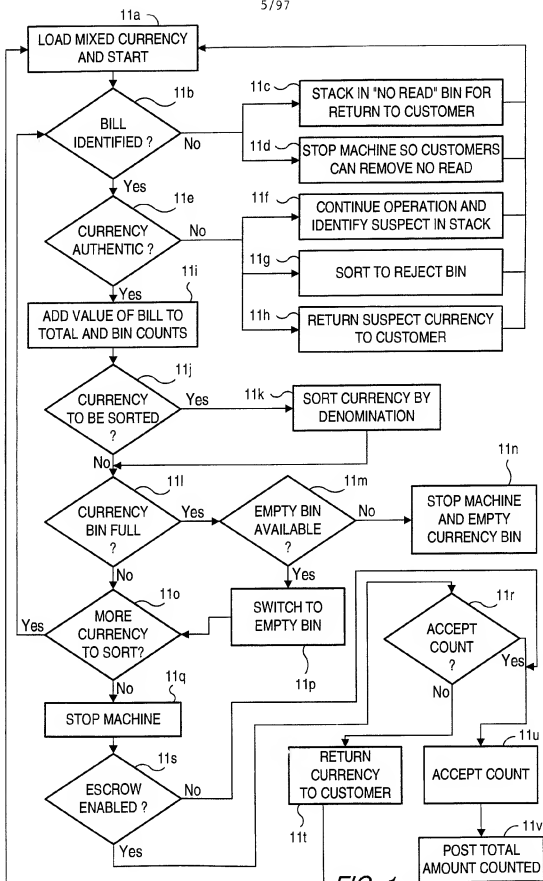 5/97
11a
LOAD MIXED CURRENCY
AND START
11b
BILL
IDENTIFIED ?
No
Yes
11c
STACK IN "NO READ" BIN FOR
RETURN TO CUSTOMER
11d
STOP MACHINE SO CUSTOMERS
CAN REMOVE NO READ
11e
CURRENCY
AUTHENTIC ?
No
Yes
11f
CONTINUE OPERATION AND
IDENTIFY SUSPECT IN STACK
11g
SORT TO REJECT BIN
11h
RETURN SUSPECT CURRENCY
TO CUSTOMER
11i
ADD VALUE OF BILL TO
TOTAL AND BIN COUNTS
11j
CURRENCY
TO BE SORTED
?
Yes
No
11k
SORT CURRENCY BY
DENOMINATION
11l
CURRENCY
BIN FULL
?
Yes
No
11m
EMPTY BIN
AVAILABLE
?
No
Yes
11n
STOP MACHINE
AND EMPTY
CURRENCY BIN
11o
MORE
CURRENCY
TO SORT?
Yes
No
SWITCH TO
EMPTY BIN
11p
11q
STOP MACHINE
11r
ACCEPT
COUNT
?
Yes
No
11s
ESCROW
ENABLED ?
No
Yes
RETURN
CURRENCY
TO CUSTOMER
11t
11u
ACCEPT COUNT
11v
POST TOTAL
AMOUNT COUNTED